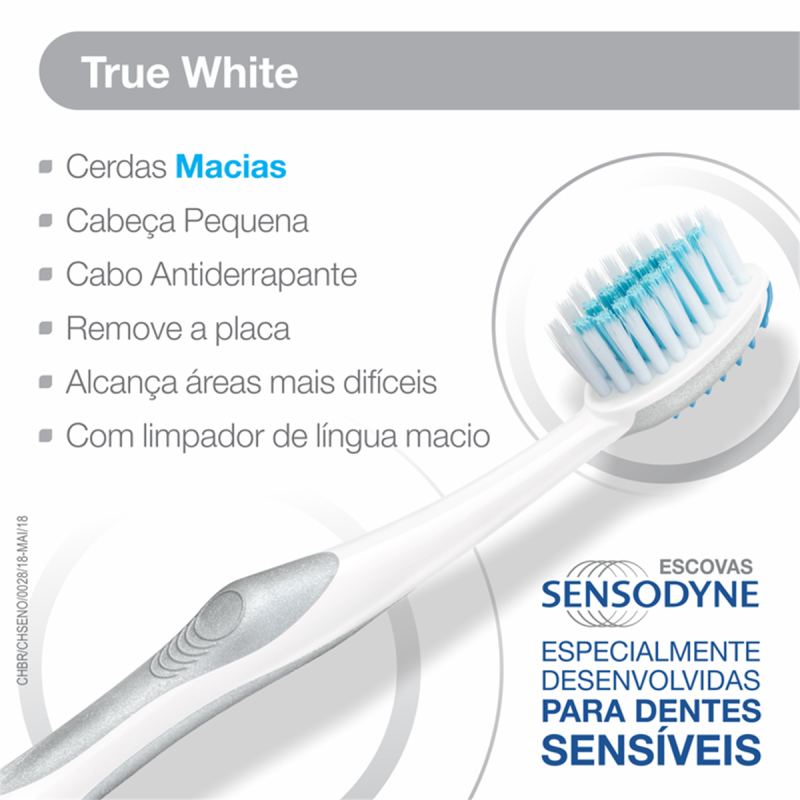 True White
Cerdas Macias
Cabeça Pequena
Cabo Antiderrapante
Remove a placa
Alcança áreas mais difíceis
Com limpador de língua macio
CHBR/CHSENO/0028/18-MAI/18
ESCOVAS
SENSODYNE
ESPECIALMENTE
DESENVOLVIDAS
PARA DENTES
SENSÍVEIS